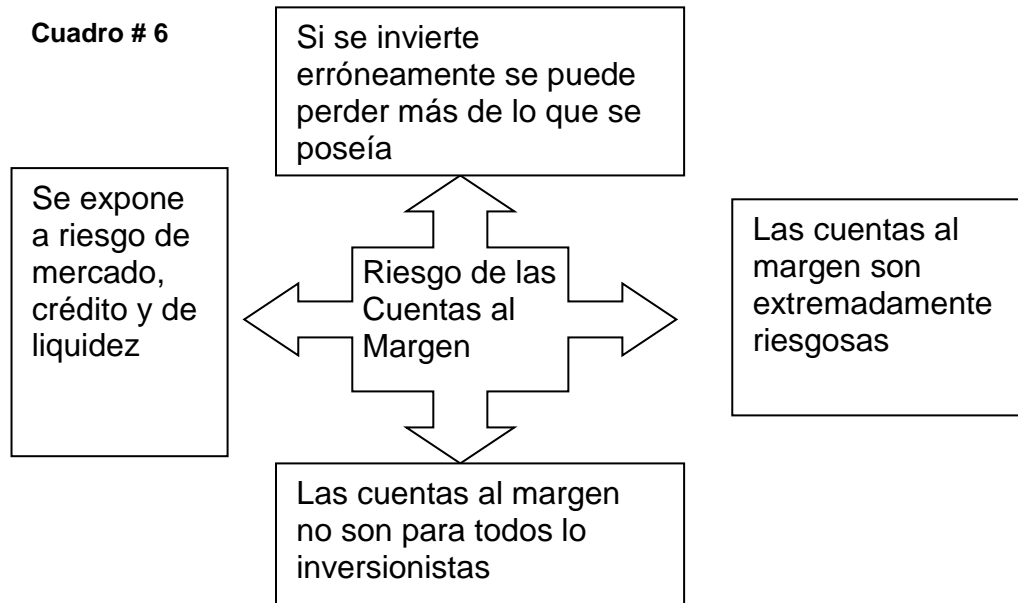 Cuadro # 6
Si se invierte
erróneamente se puede
perder más de lo que se
poseía
Se expone
a riesgo de
mercado,
crédito y de
liquidez
Riesgo de las
Cuentas al
Margen
Las cuentas al
margen son
extremadamente
riesgosas
Las cuentas al margen
no son para todos lo
inversionistas